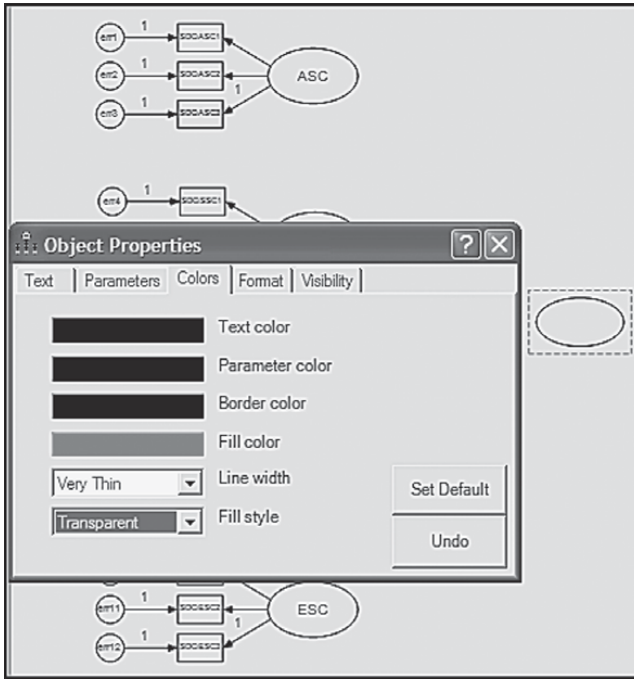 err1 1 SDQASC1
err2 1 SDQASC2 ASC
err3 1 SDQASC3 1
err4 1 SDQSSC1
Object Properties
Text Parameters Colors Format Visibility
Text color
Parameter color
Border color
Fill color
Very Thin Line width
Transparent Fill style
Set Default
Undo
err11 1 SDQESC2 ESC
err12 1 SDQESC3 1